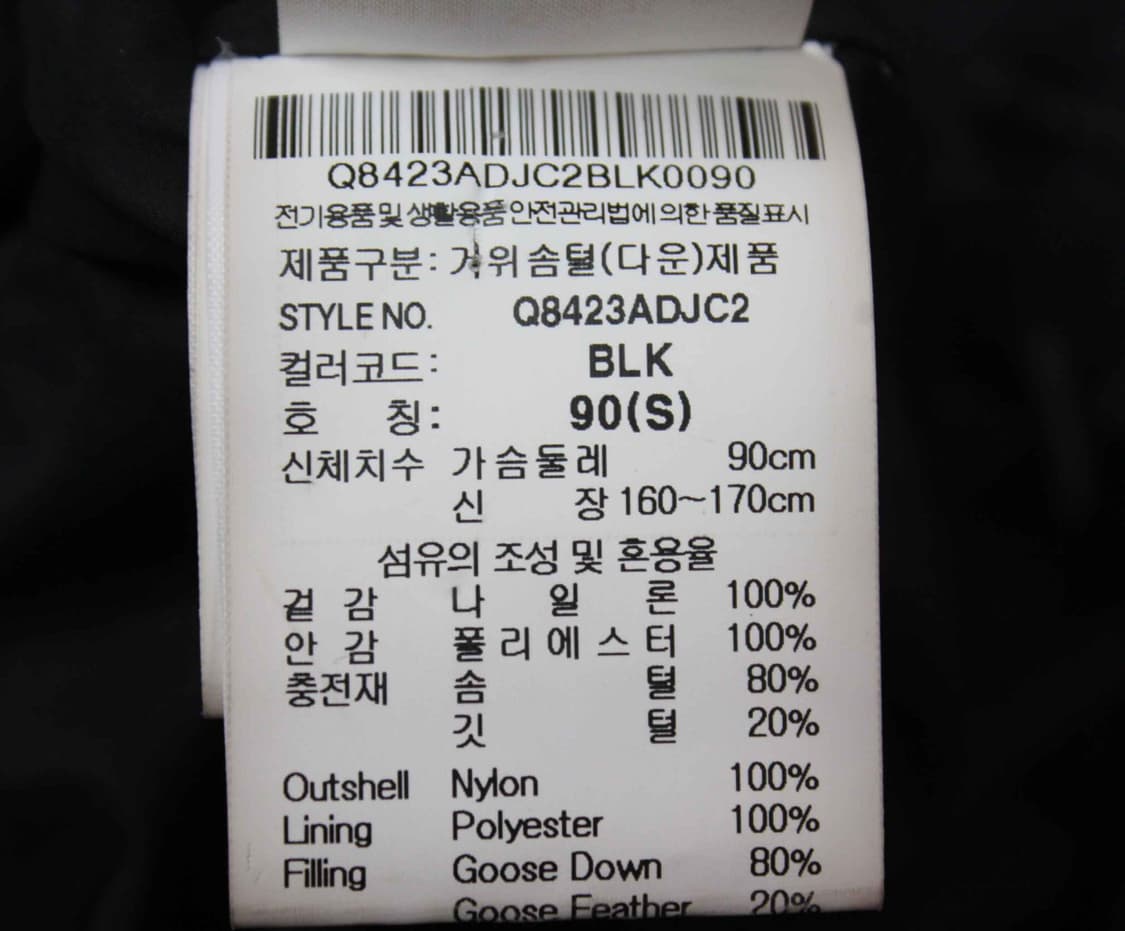 Q8423ADJC2BLK0090
전기용품 및 생활용품 안전관리법에 의한 품질표시
제품구분: 거위솜털(다운)제품
STYLE NO. Q8423ADJC2
컬러코드: BLK
호 칭: 90(S)
신체치수 가슴둘레 90cm
신 장 160~170cm
섬유의 조성 및 혼용율
겉 감 나 일 론 100%
안 감 폴리에스터 100%
충전재 솜 털 80%
깃 털 20%
Outshell Nylon 100%
Lining Polyester 100%
Filling Goose Down 80%
Goose Feather 20%